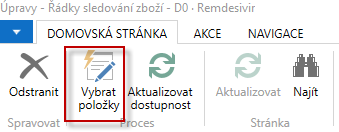 Úpravy - Řádky sledování zboží - D0 · Remdesivir
DOMOVSKÁ STRÁNKA AKCE NAVIGACE
Odstranit Vybrat položky Aktualizovat dostupnost Aktualizovat Najít
Spravovat Proces Stránka